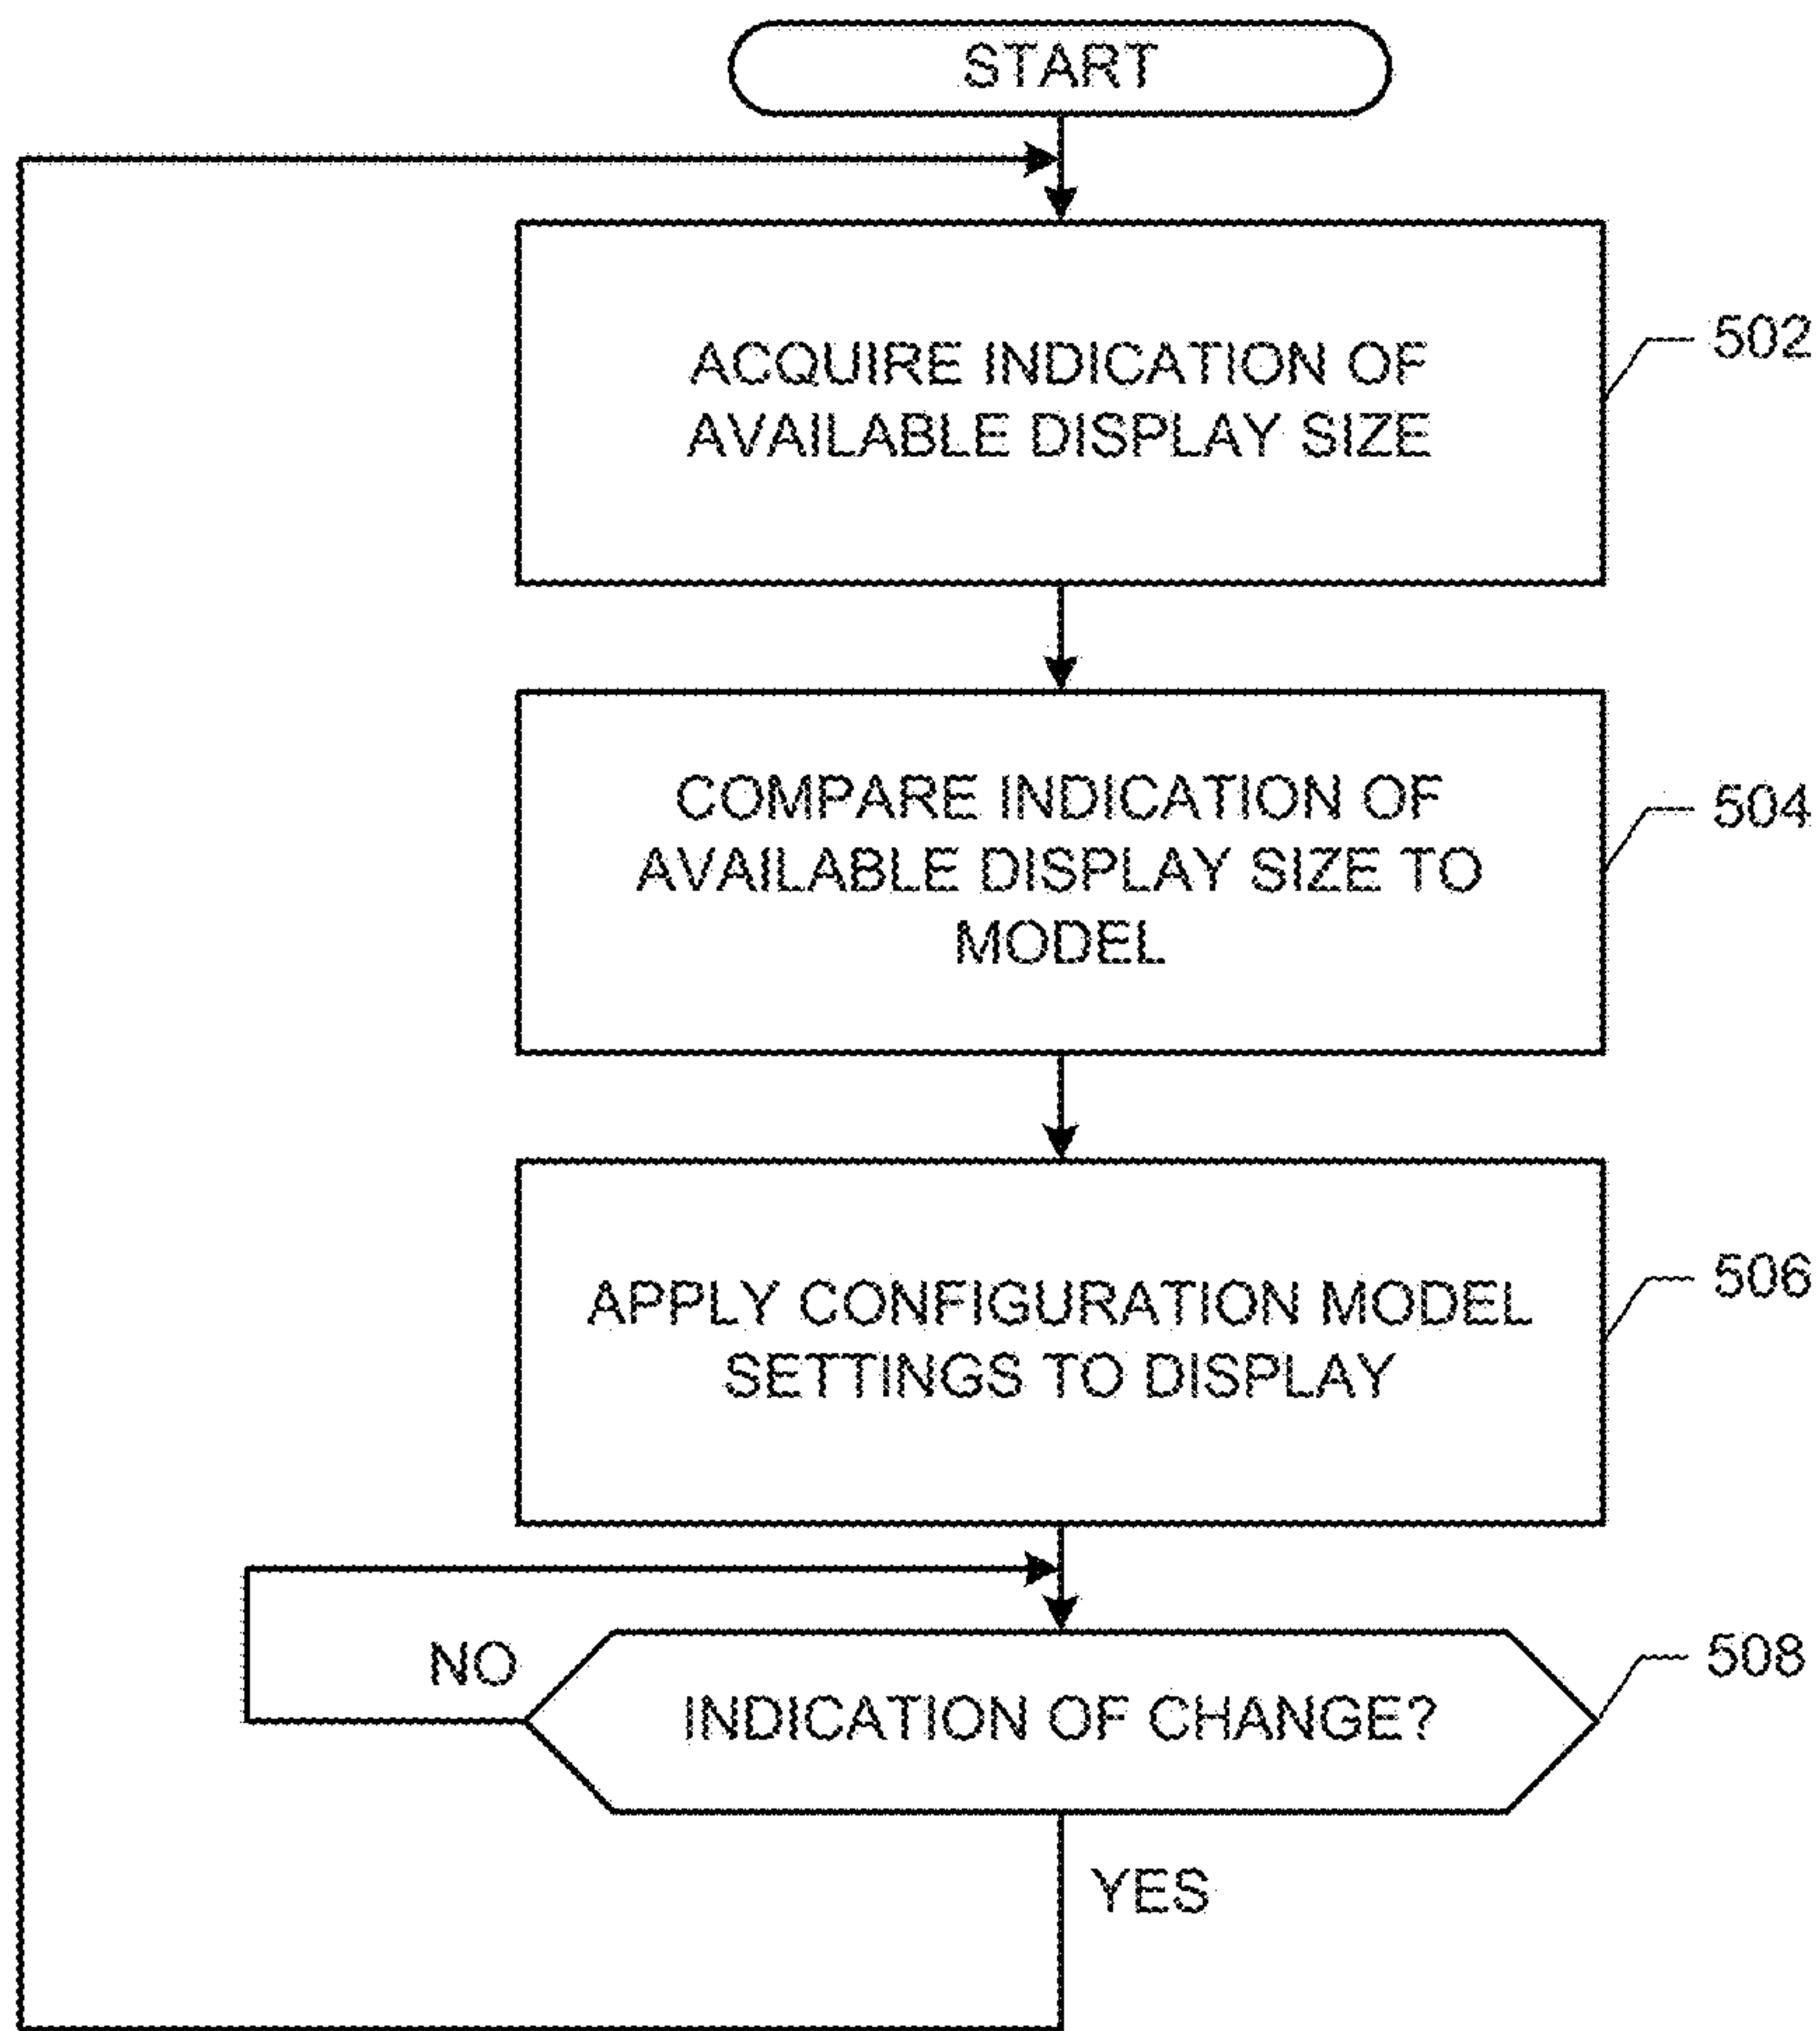 START
ACQUIRE INDICATION OF
AVAILABLE DISPLAY SIZE
502
COMPARE INDICATION OF
AVAILABLE DISPLAY SIZE TO
MODEL
504
APPLY CONFIGURATION MODEL
SETTINGS TO DISPLAY
506
NO
INDICATION OF CHANGE?
508
YES